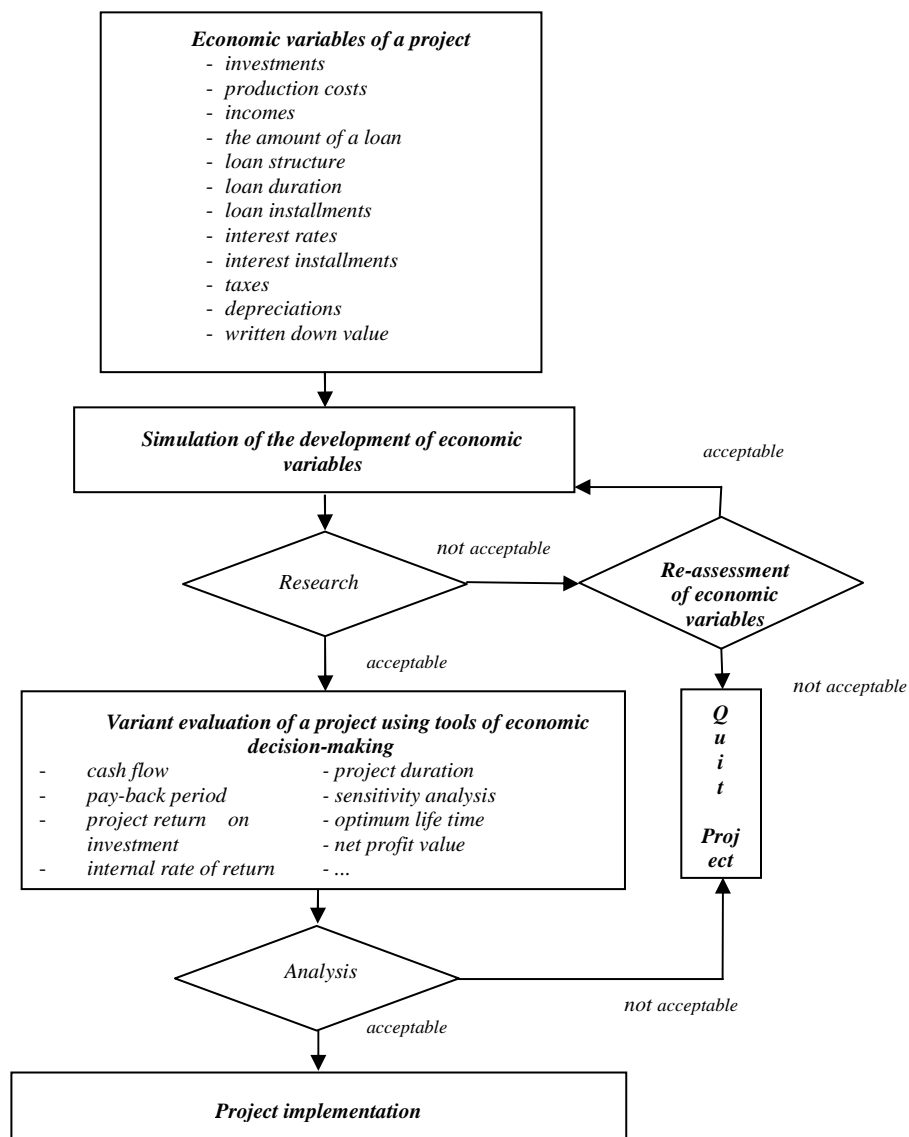 Economic variables of a project
- investments
- production costs
- incomes
- the amount of a loan
- loan structure
- loan duration
- loan installments
- interest rates
- interest installments
- taxes
- depreciations
- written down value
Simulation of the development of economic
variables
acceptable
not acceptable
Research
Re-assessment
of economic
variables
acceptable
not acceptable
Variant evaluation of a project using tools of economic
decision-making
- cash flow
- pay-back period
- project return on
investment
- internal rate of return
- project duration
- sensitivity analysis
- optimum life time
- net profit value
- ...
Q
u
i
t
Proj
ect
Analysis
not acceptable
acceptable
Project implementation